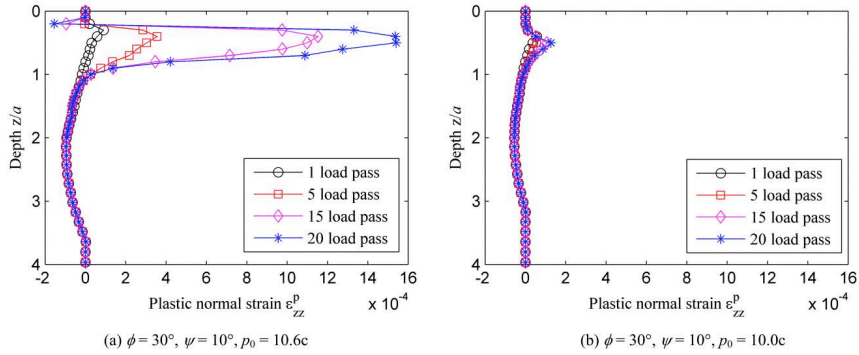 0
1
2
3
4
Depth z/a
-2
0
2
4
6
8
10
12
14
16
x 10⁻⁴
Plastic normal strain εᵖzz
1 load pass
5 load pass
15 load pass
20 load pass
(a) ϕ = 30°, ψ = 10°, p₀ = 10.6c
0
1
2
3
4
Depth z/a
-2
0
2
4
6
8
10
12
14
16
x 10⁻⁴
Plastic normal strain εᵖzz
1 load pass
5 load pass
15 load pass
20 load pass
(b) ϕ = 30°, ψ = 10°, p₀ = 10.0c